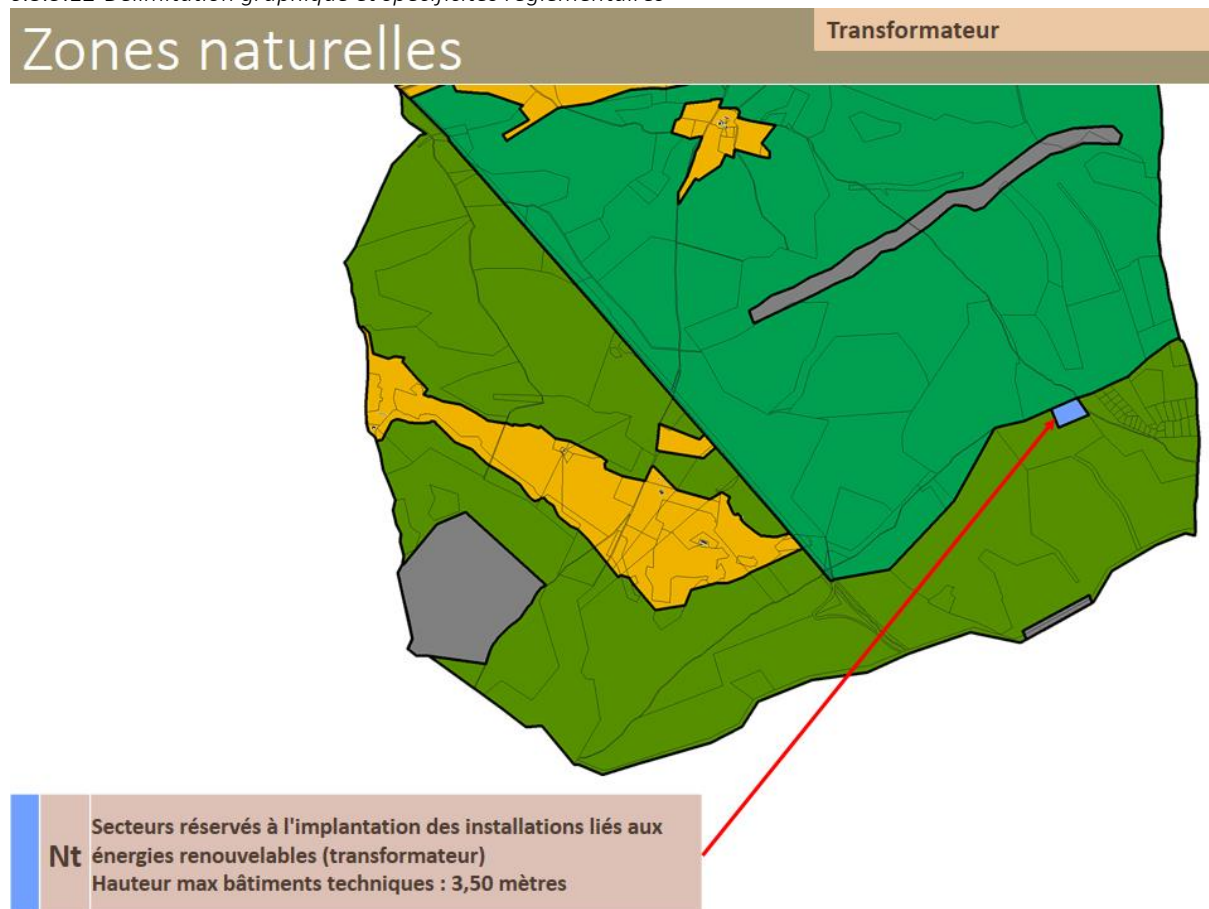 Zones naturelles
Transformateur
Nt
Secteurs réservés à l'implantation des installations liés aux
énergies renouvelables (transformateur)
Hauteur max bâtiments techniques : 3,50 mètres